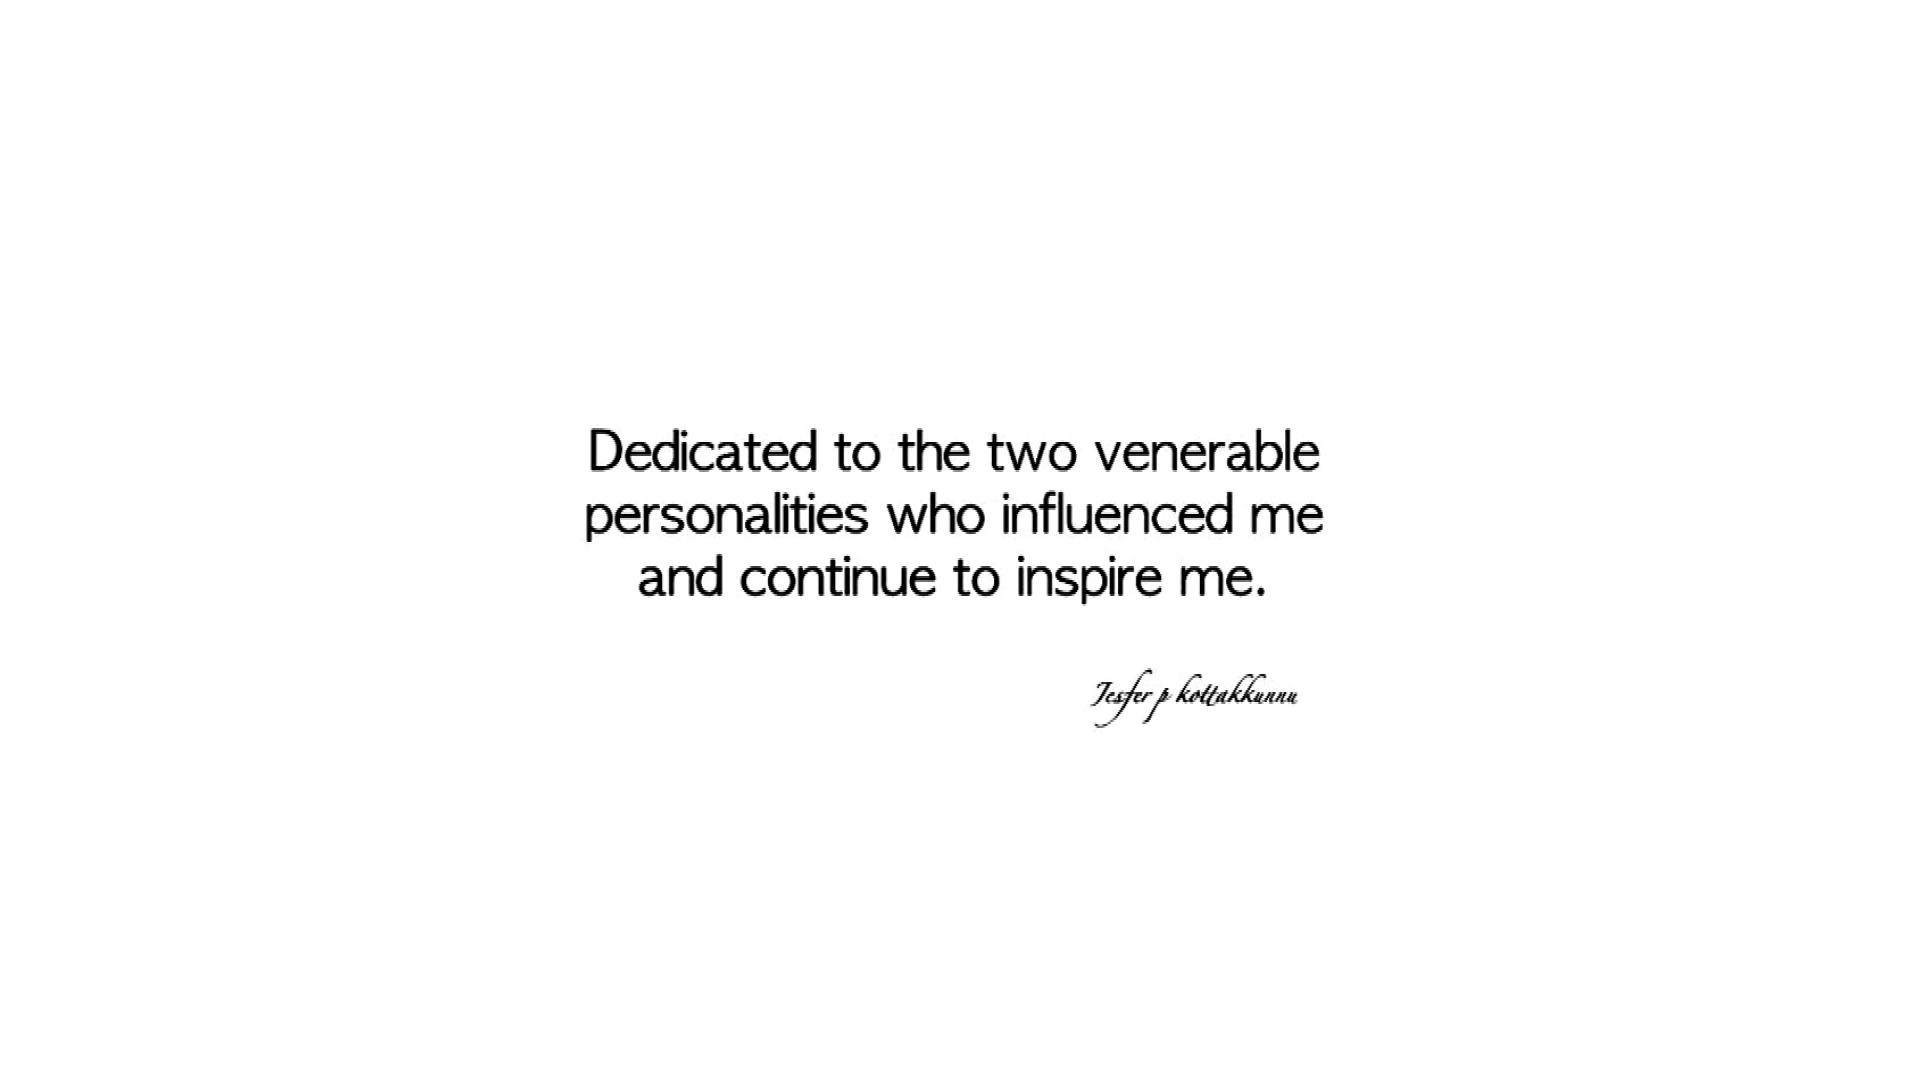 Dedicated to the two venerable
personalities who influenced me
and continue to inspire me.
Jesfer p kottakkunnu